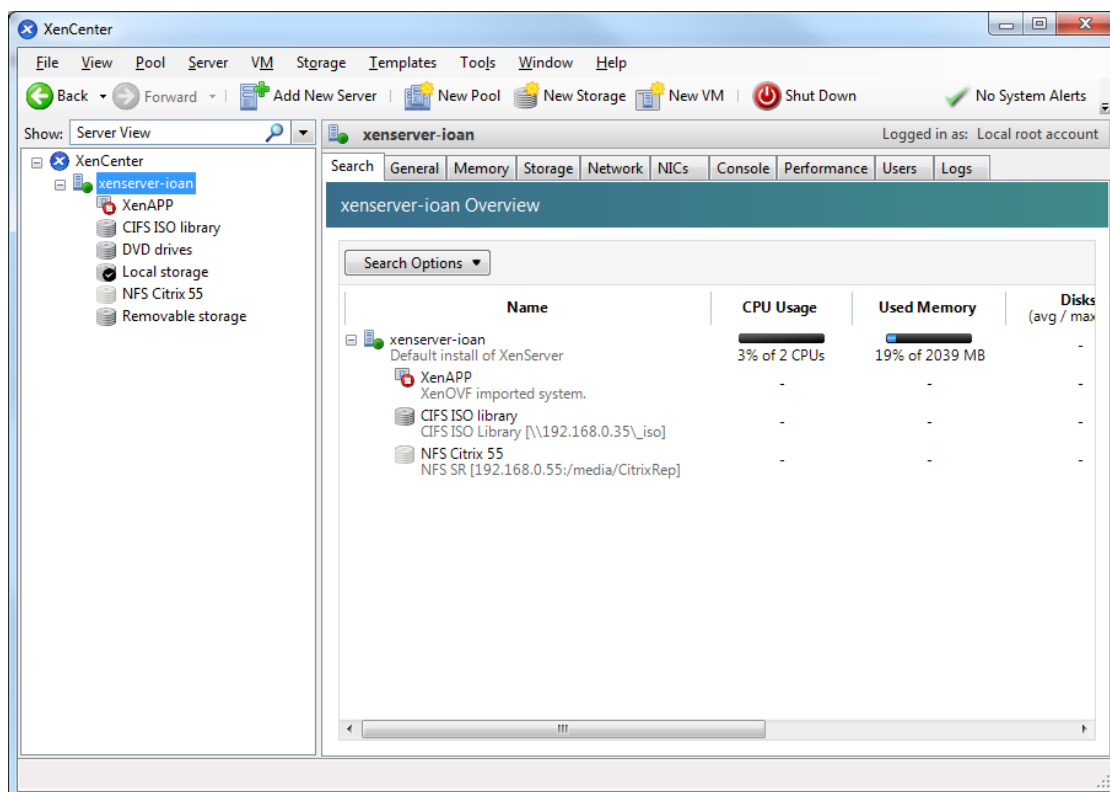 XenCenter
File View Pool Server VM Storage Templates Tools Window Help
Back Forward Add New Server New Pool New Storage New VM Shut Down No System Alerts
Show: Server View
xenserver-ioan Logged in as: Local root account
XenCenter
xenserver-ioan
XenAPP
CIFS ISO library
DVD drives
Local storage
NFS Citrix 55
Removable storage
Search General Memory Storage Network NICs Console Performance Users Logs
xenserver-ioan Overview
Search Options
Name CPU Usage Used Memory Disks
(avg / max
xenserver-ioan -
Default install of XenServer 3% of 2 CPUs 19% of 2039 MB
XenAPP - - -
XenOVF imported system.
CIFS ISO library - - -
CIFS ISO Library [\\192.168.0.35\_iso]
NFS Citrix 55 - - -
NFS SR [192.168.0.55:/media/CitrixRep]